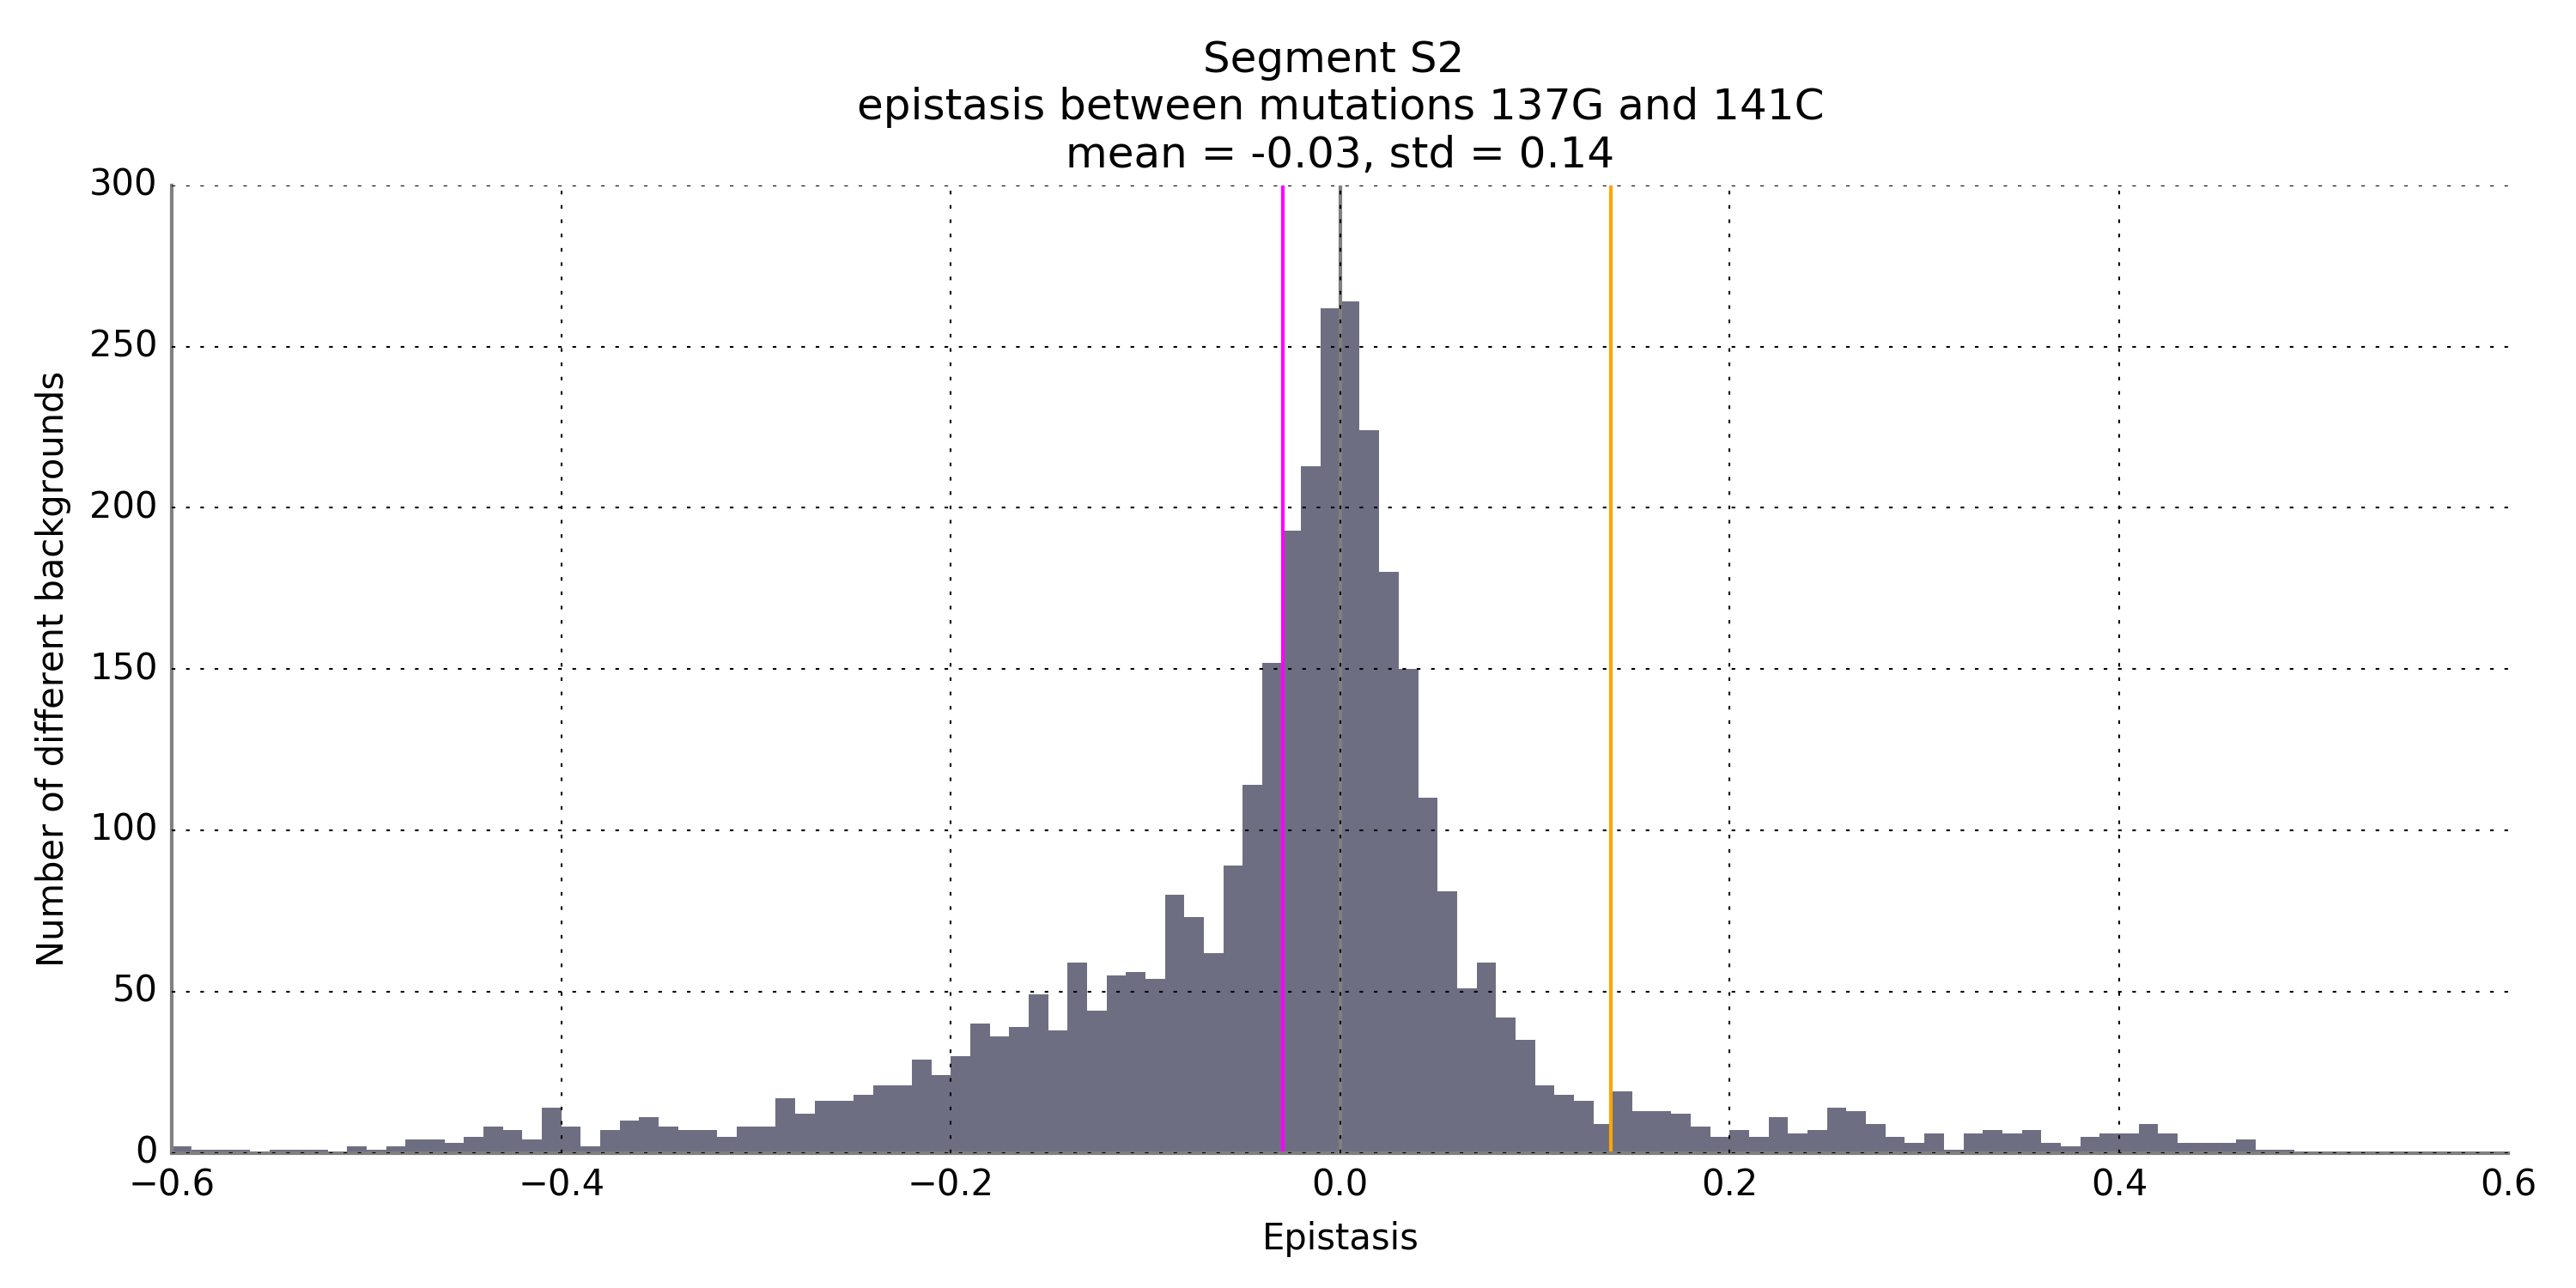 Segment S2
epistasis between mutations 137G and 141C
mean = -0.03, std = 0.14
300
250
200
150
100
50
0
Number of different backgrounds
−0.6 −0.4 −0.2 0.0 0.2 0.4 0.6
Epistasis